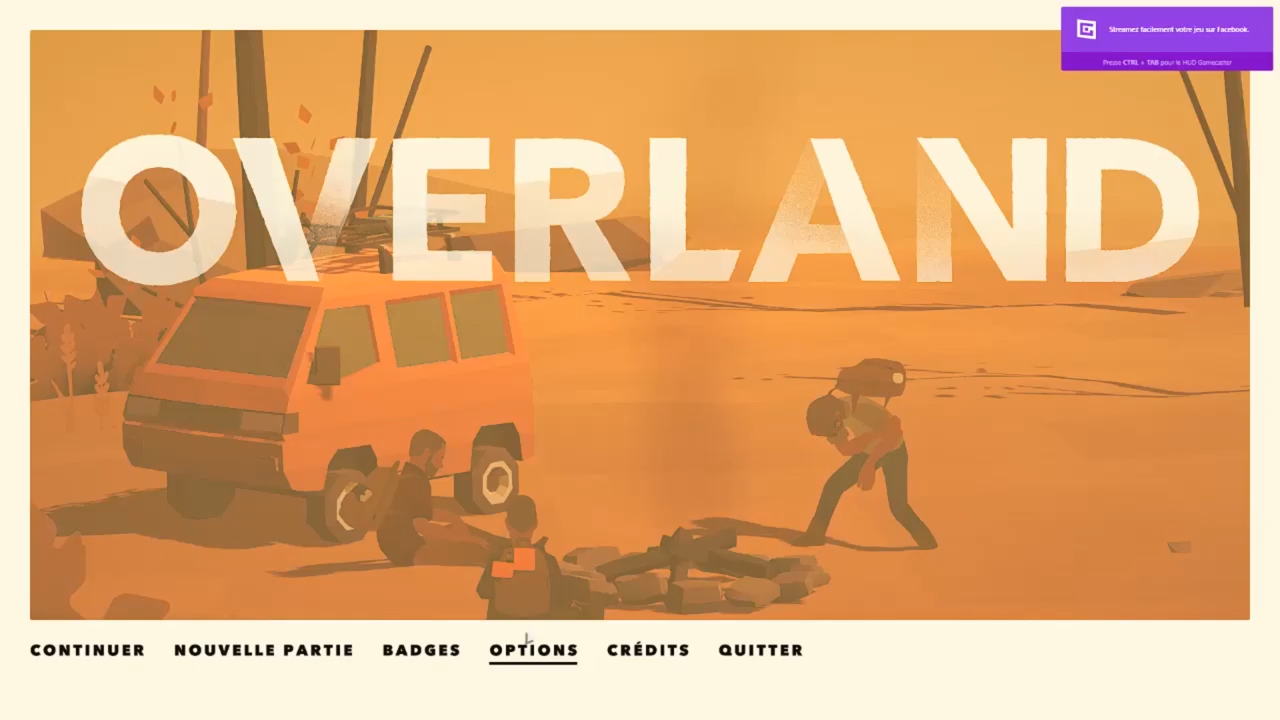 Streamez facilement votre jeu sur Facebook.
Presse CTRL + TAB pour le HUD Gamecaster
OVERLAND
CONTINUER NOUVELLE PARTIE BADGES OPTIONS CRÉDITS QUITTER